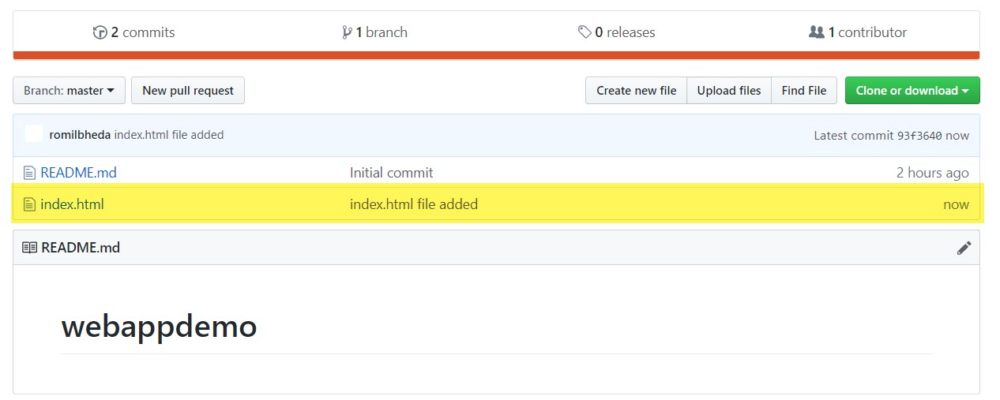 2 commits 1 branch 0 releases 1 contributor
Branch: master New pull request Create new file Upload files Find File Clone or download
romilbheda index.html file added Latest commit 93f3640 now
README.md Initial commit 2 hours ago
index.html index.html file added now
README.md
webappdemo